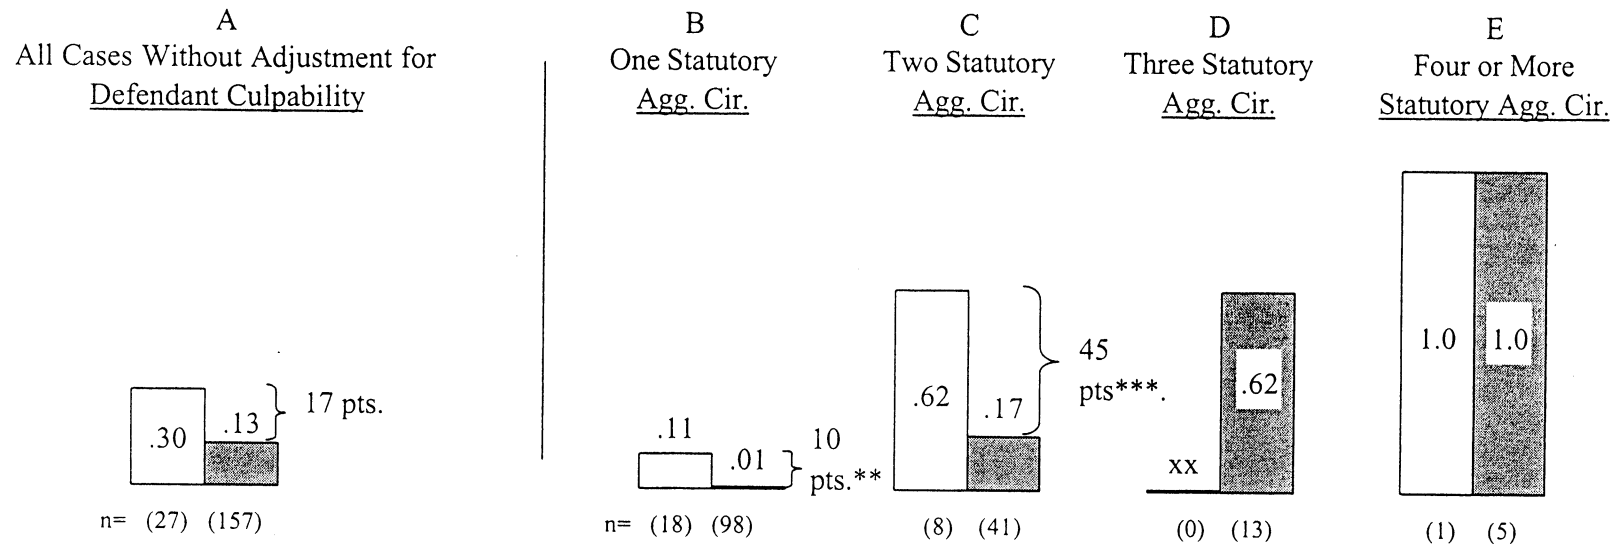 A
All Cases Without Adjustment for
Defendant Culpability
B
One Statutory
Agg. Cir.
C
Two Statutory
Agg. Cir.
D
Three Statutory
Agg. Cir.
E
Four or More
Statutory Agg. Cir.
.30
.13
17 pts.
n= (27) (157)
.11
.01
10
pts.**
n= (18) (98)
.62
.17
45
pts***.
(8) (41)
xx
.62
(0) (13)
1.0
1.0
(1) (5)